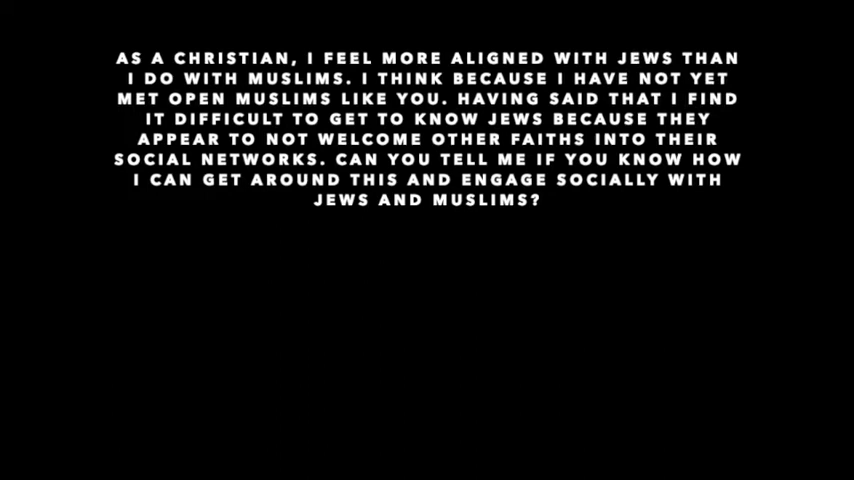 AS A CHRISTIAN, I FEEL MORE ALIGNED WITH JEWS THAN
I DO WITH MUSLIMS. I THINK BECAUSE I HAVE NOT YET
MET OPEN MUSLIMS LIKE YOU. HAVING SAID THAT I FIND
IT DIFFICULT TO GET TO KNOW JEWS BECAUSE THEY
APPEAR TO NOT WELCOME OTHER FAITHS INTO THEIR
SOCIAL NETWORKS. CAN YOU TELL ME IF YOU KNOW HOW
I CAN GET AROUND THIS AND ENGAGE SOCIALLY WITH
JEWS AND MUSLIMS?